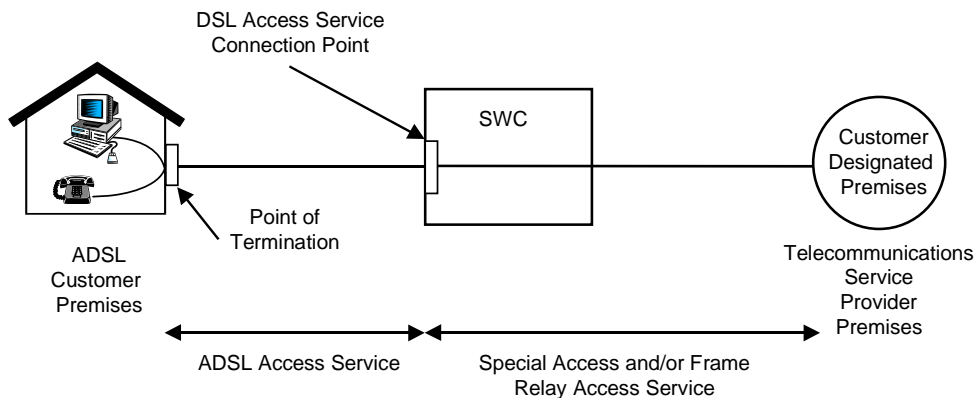 DSL Access Service
Connection Point
SWC
Customer
Designated
Premises
Point of
Termination
ADSL
Customer
Premises
Telecommunications
Service
Provider
Premises
ADSL Access Service
Special Access and/or Frame
Relay Access Service